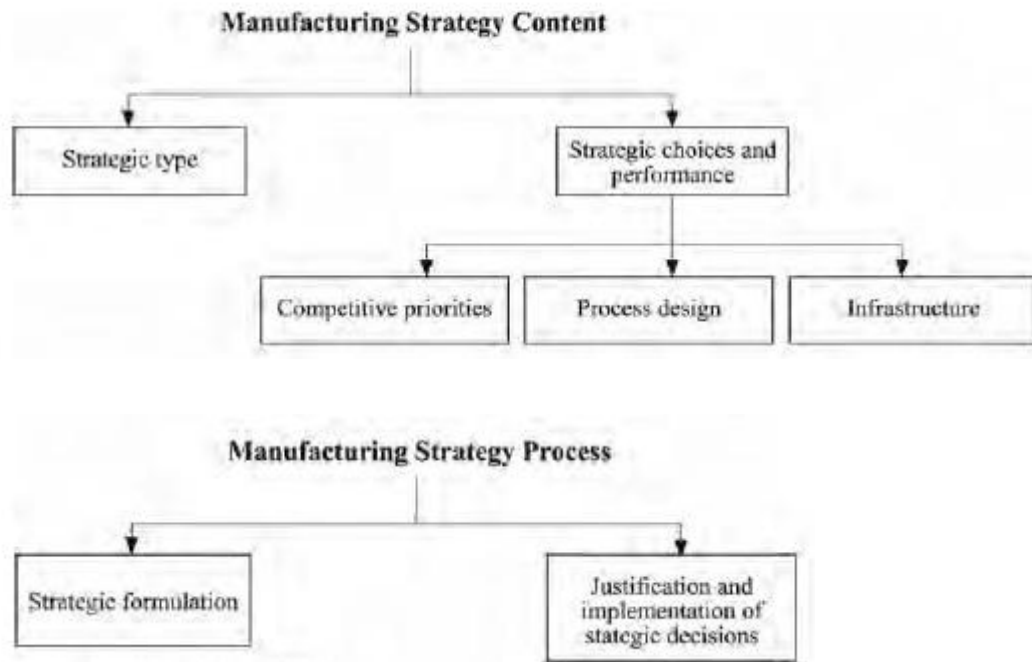 Manufacturing Strategy Content
Strategic type
Strategic choices and
performance
Competitive priorities
Process design
Infrastructure
Manufacturing Strategy Process
Strategic formulation
Justification and
implementation of
stategic decisions